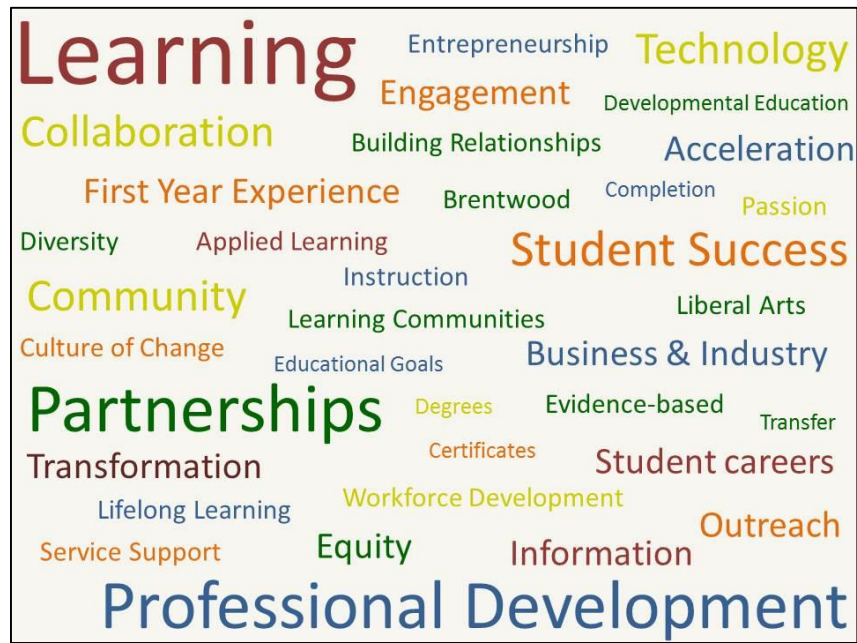 Learning
Entrepreneurship
Technology
Engagement
Developmental Education
Collaboration
Building Relationships
Acceleration
First Year Experience
Brentwood
Completion
Passion
Diversity
Applied Learning
Student Success
Instruction
Community
Liberal Arts
Learning Communities
Culture of Change
Educational Goals
Business & Industry
Partnerships
Degrees
Evidence-based
Transfer
Transformation
Certificates
Student careers
Lifelong Learning
Workforce Development
Outreach
Service Support
Equity
Information
Professional Development